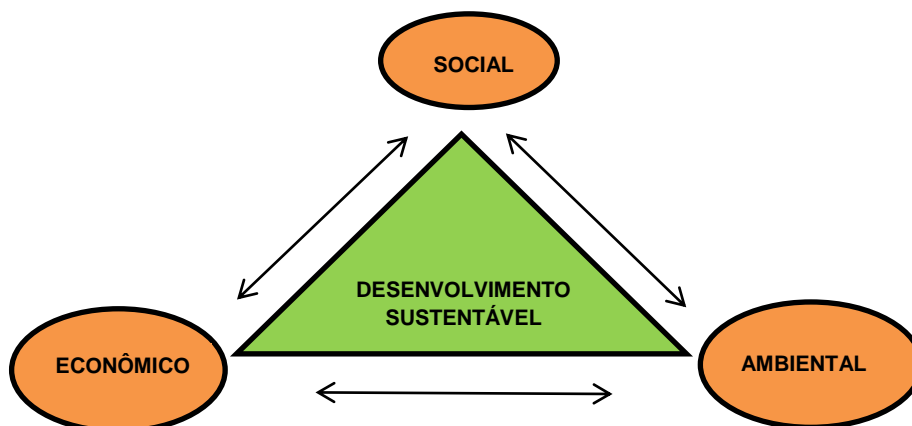 SOCIAL
DESENVOLVIMENTO
SUSTENTÁVEL
ECONÔMICO
AMBIENTAL